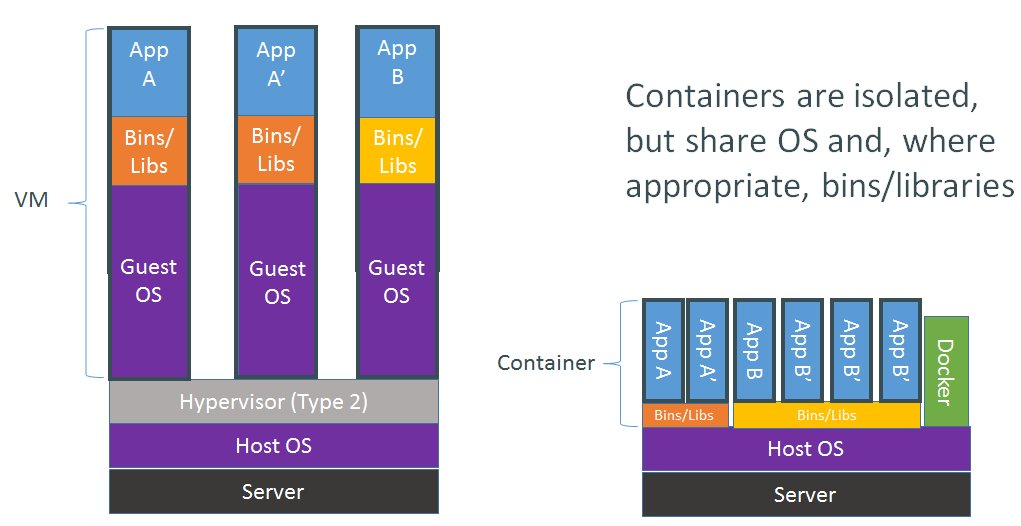 App
A
App
A’
App
B
Bins/
Libs
Bins/
Libs
Bins/
Libs
VM
Guest
OS
Guest
OS
Guest
OS
Hypervisor (Type 2)
Host OS
Server
Containers are isolated,
but share OS and, where
appropriate, bins/libraries
Container
App A
App A’
App B
App B’
App B’
App B’
Docker
Bins/Libs
Bins/Libs
Host OS
Server